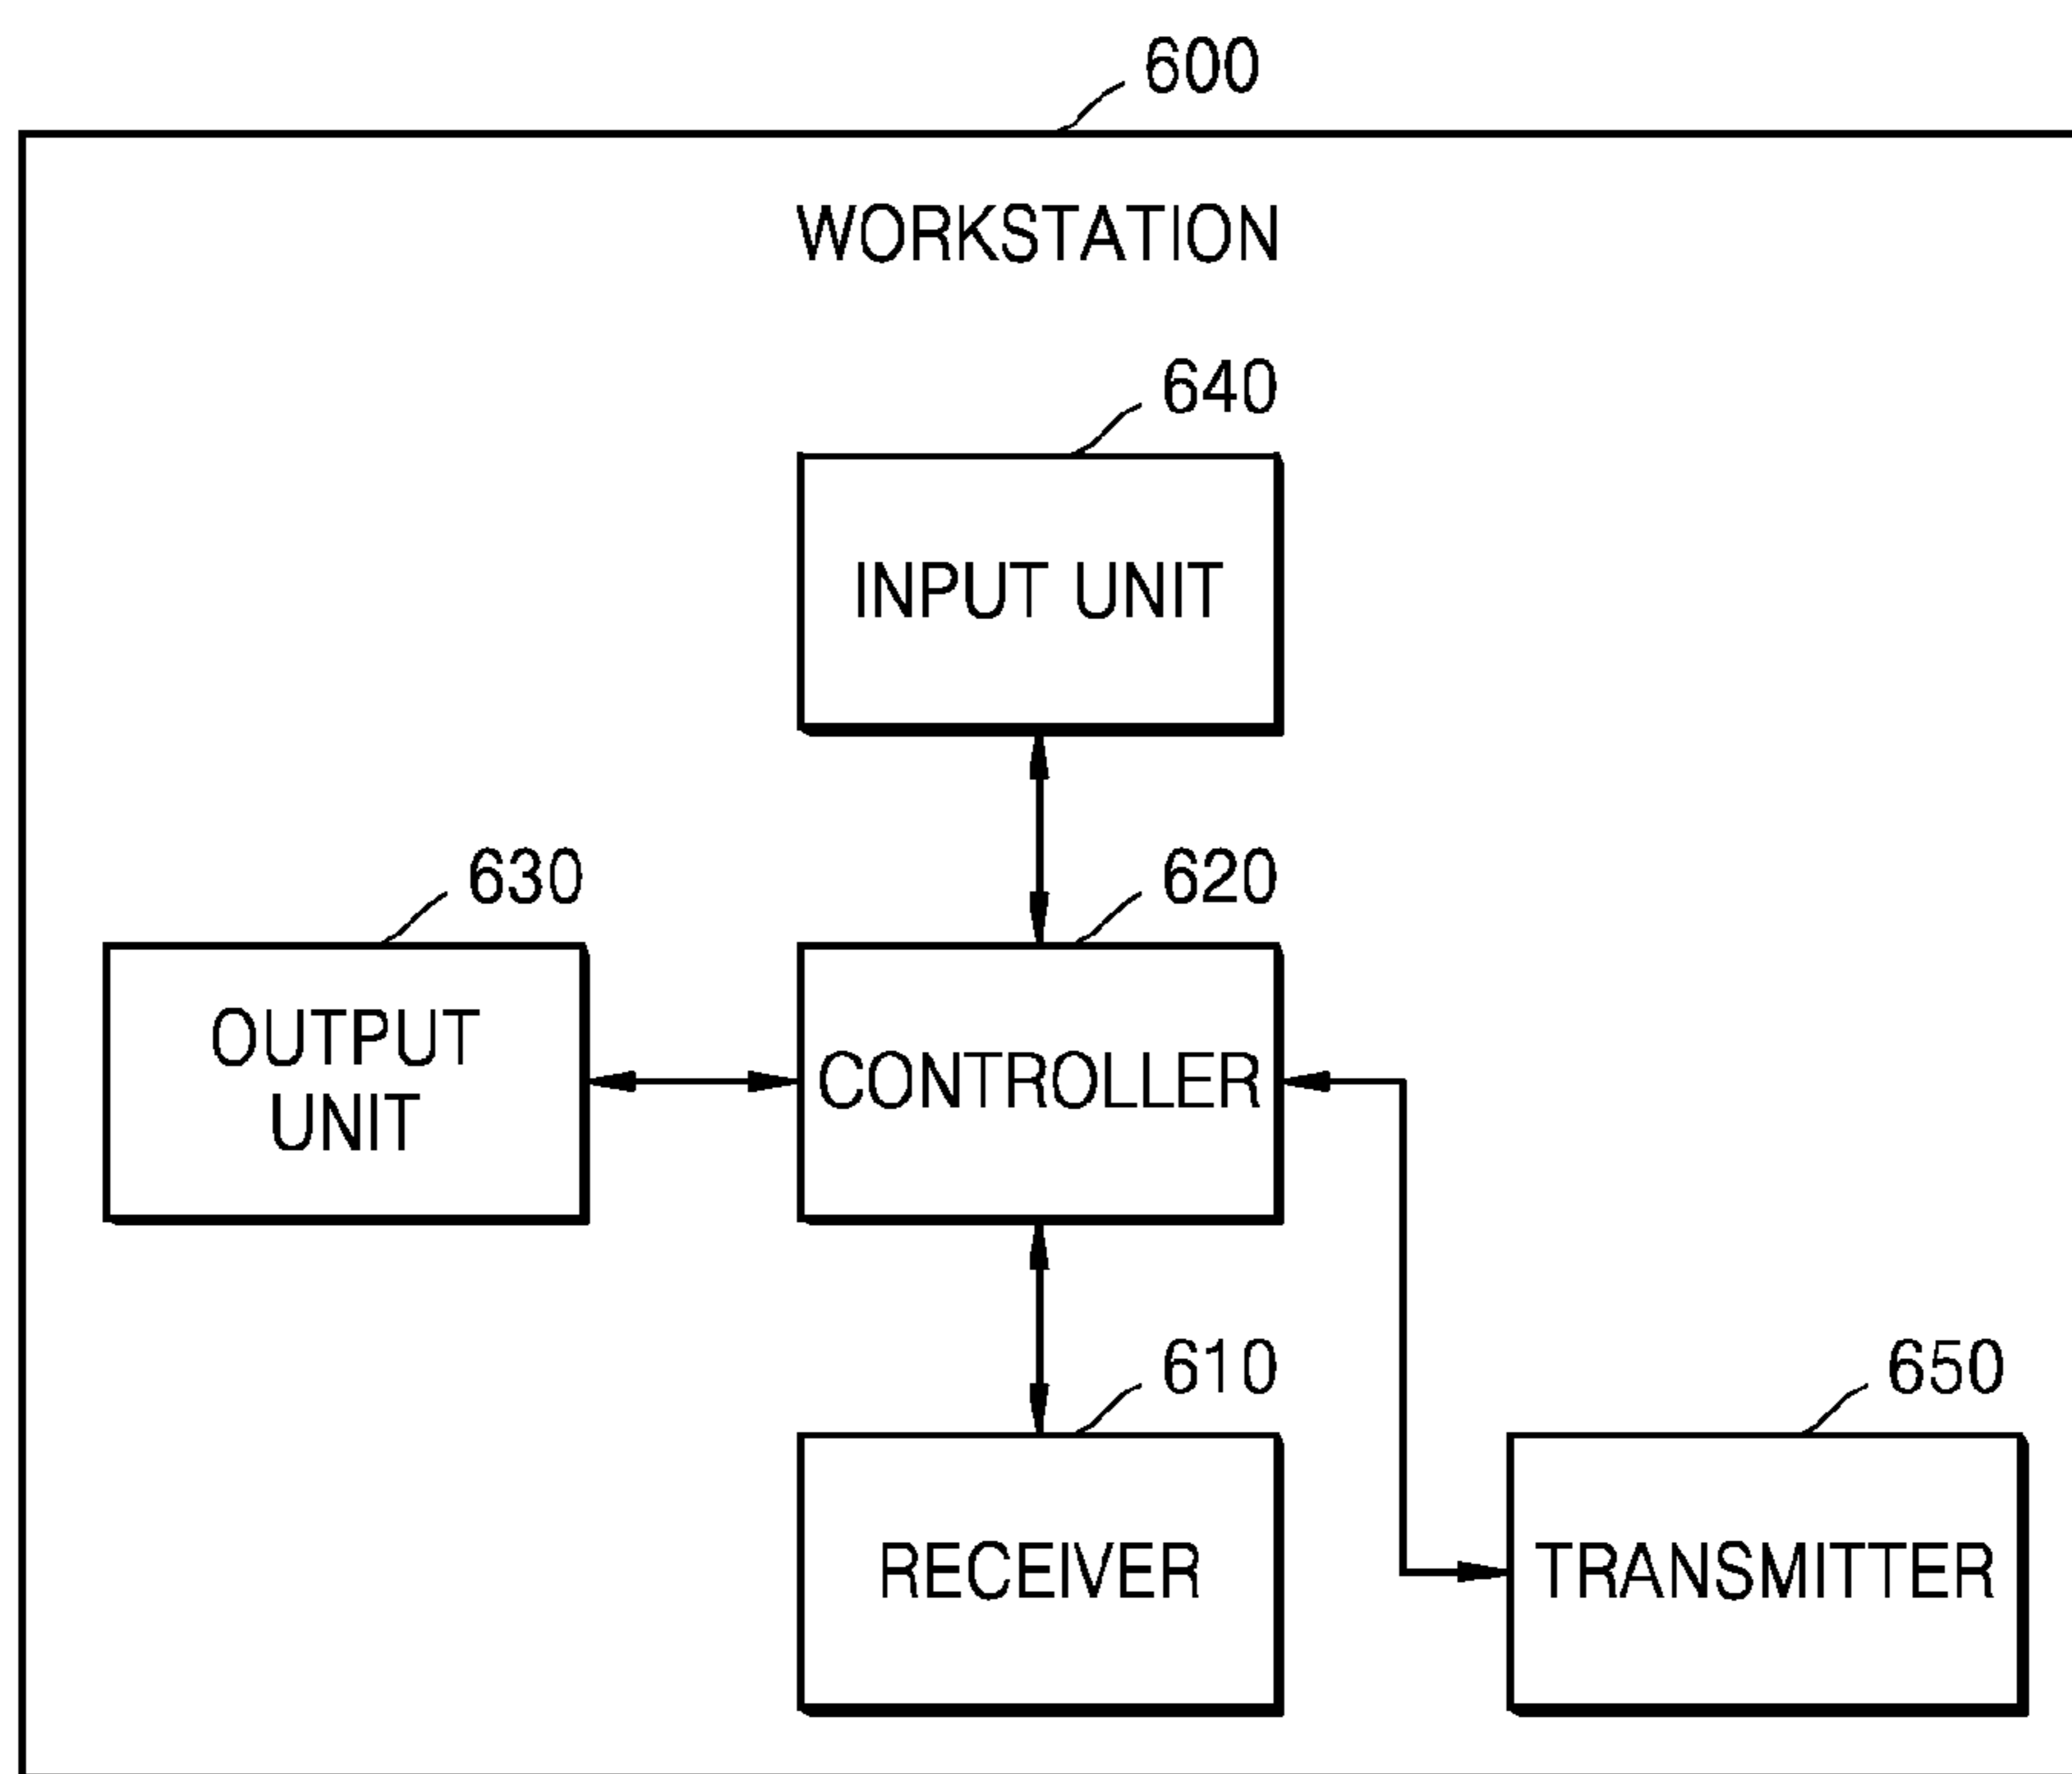 600
WORKSTATION
640
INPUT UNIT
630
620
OUTPUT
UNIT
CONTROLLER
610
650
RECEIVER
TRANSMITTER